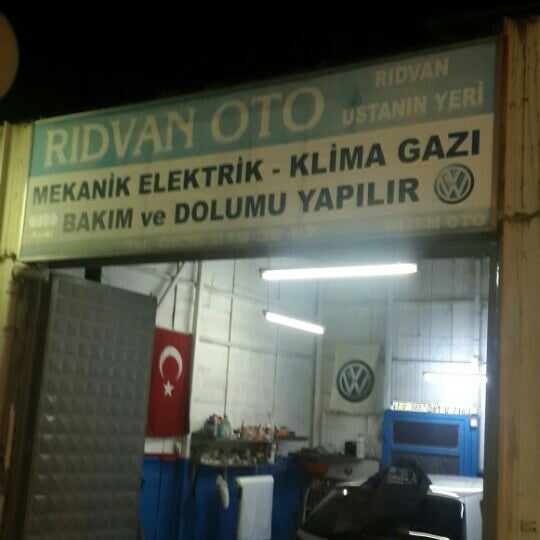 RIDVAN OTO
RIDVAN
USTANIN YERİ
MEKANİK ELEKTRİK - KLİMA GAZI
BAKIM ve DOLUMU YAPILIR